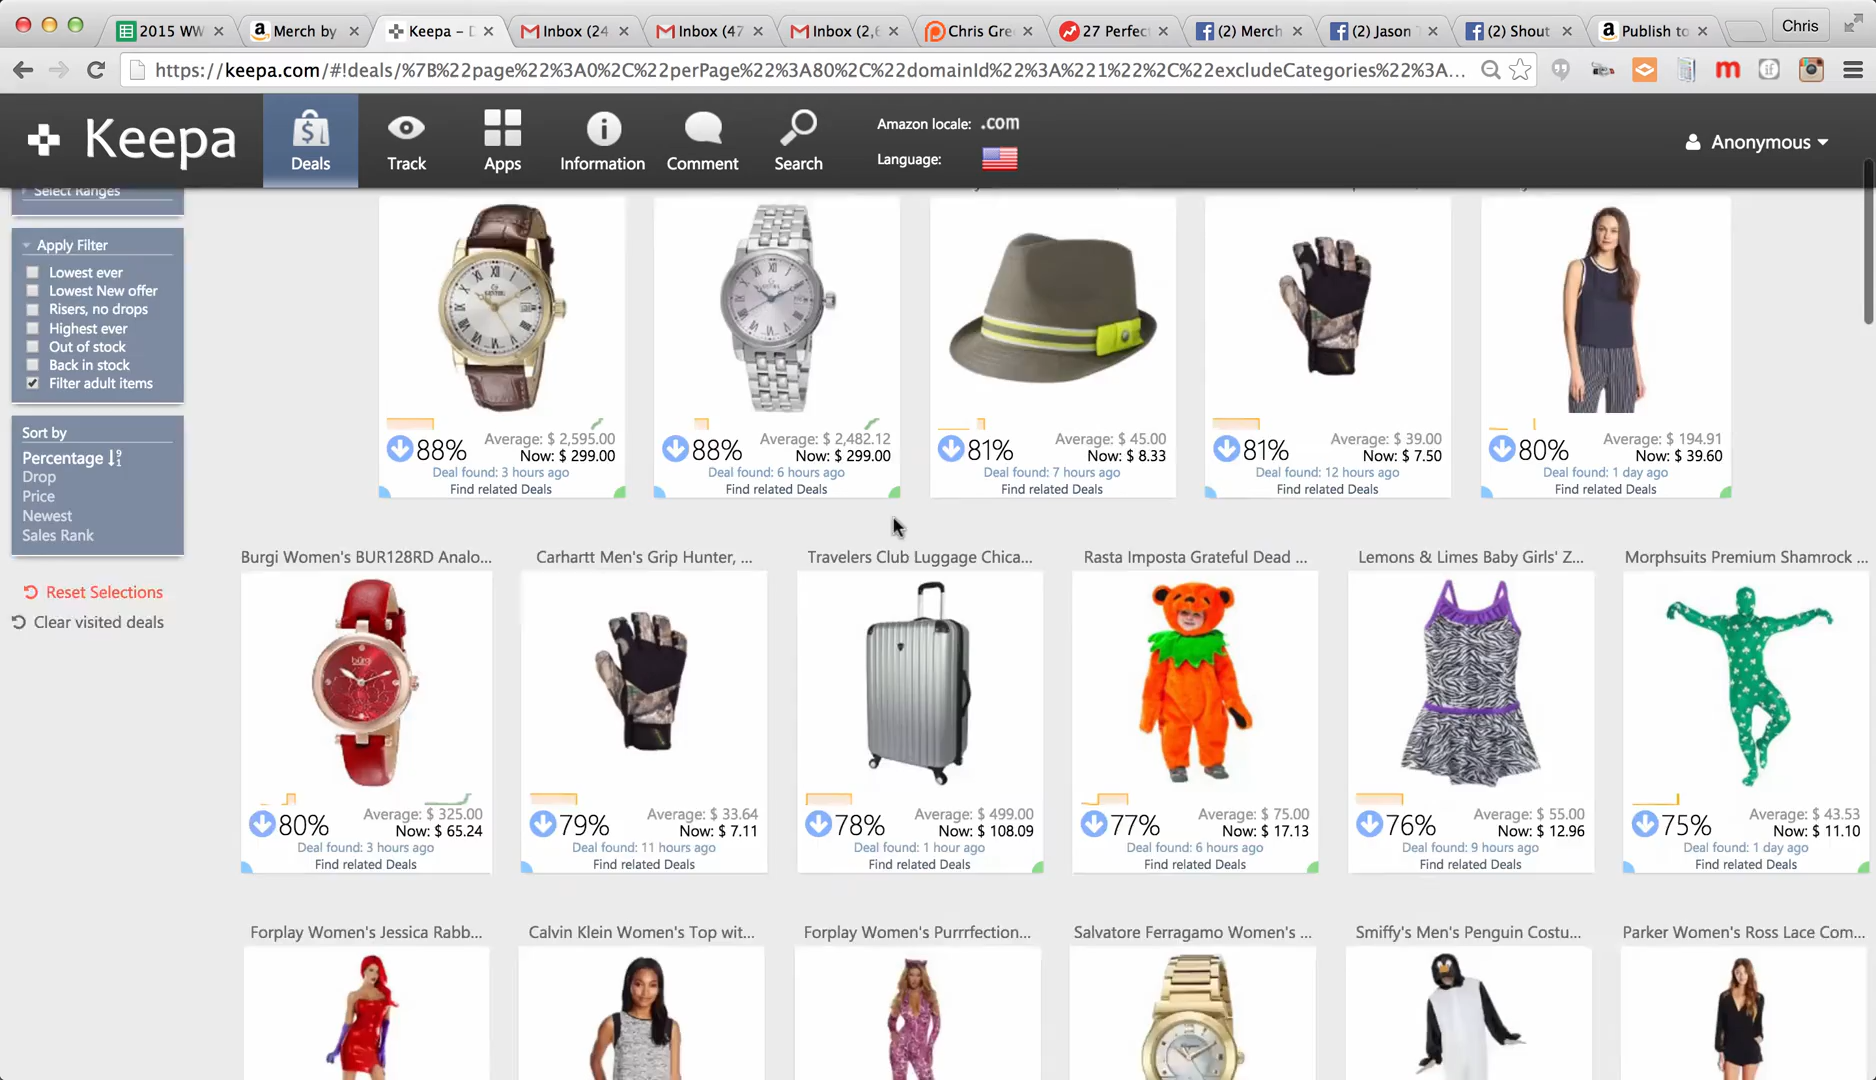 2015 WW
Merch by
Keepa – D
Inbox (24
Inbox (47
Inbox (2,6
Chris Gre
27 Perfec
(2) Merch
(2) Jason
(2) Shout
Publish to
Chris
https://keepa.com/#!deals/%7B%22page%22%3A0%2C%22perPage%22%3A80%2C%22domainId%22%3A%221%22%2C%22excludeCategories%22%3A...
Keepa
Deals
Track
Apps
Information
Comment
Search
Amazon locale: .com
Language:
Anonymous
Select Ranges
Apply Filter
Lowest ever
Lowest New offer
Risers, no drops
Highest ever
Out of stock
Back in stock
Filter adult items
Sort by
Percentage
Drop
Price
Newest
Sales Rank
Reset Selections
Clear visited deals
88% Average: $ 2,595.00
Now: $ 299.00
Deal found: 3 hours ago
Find related Deals
88% Average: $ 2,482.12
Now: $ 299.00
Deal found: 6 hours ago
Find related Deals
81% Average: $ 45.00
Now: $ 8.33
Deal found: 7 hours ago
Find related Deals
81% Average: $ 39.00
Now: $ 7.50
Deal found: 12 hours ago
Find related Deals
80% Average: $ 194.91
Now: $ 39.60
Deal found: 1 day ago
Find related Deals
Burgi Women's BUR128RD Analo...
80% Average: $ 325.00
Now: $ 65.24
Deal found: 3 hours ago
Find related Deals
Carhartt Men's Grip Hunter, ...
79% Average: $ 33.64
Now: $ 7.11
Deal found: 11 hours ago
Find related Deals
Travelers Club Luggage Chica...
78% Average: $ 499.00
Now: $ 108.09
Deal found: 1 hour ago
Find related Deals
Rasta Imposta Grateful Dead ...
77% Average: $ 75.00
Now: $ 17.13
Deal found: 6 hours ago
Find related Deals
Lemons & Limes Baby Girls' Z...
76% Average: $ 55.00
Now: $ 12.96
Deal found: 9 hours ago
Find related Deals
Morphsuits Premium Shamrock ...
75% Average: $ 43.53
Now: $ 11.10
Deal found: 1 day ago
Find related Deals
Forplay Women's Jessica Rabb...
Calvin Klein Women's Top wit...
Forplay Women's Purrrfection...
Salvatore Ferragamo Women's ...
Smiffy's Men's Penguin Costu...
Parker Women's Ross Lace Com...